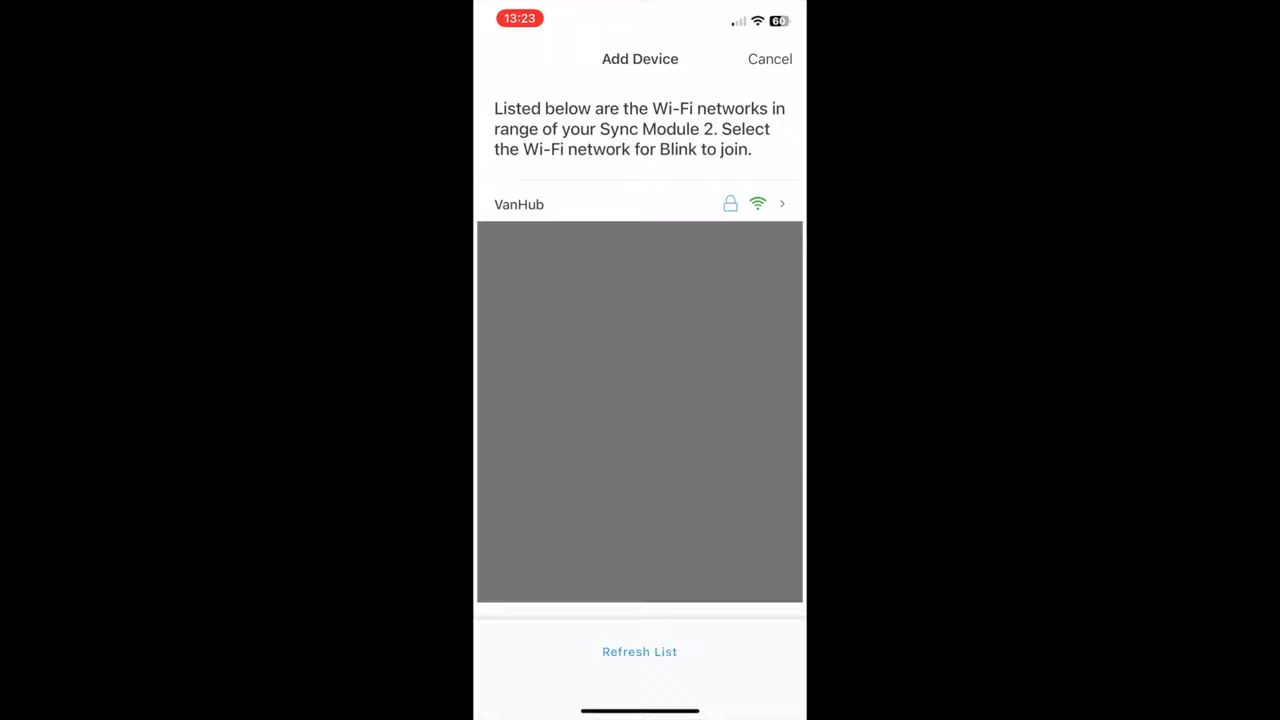 13:23
60
Add Device
Cancel
Listed below are the Wi-Fi networks in
range of your Sync Module 2. Select
the Wi-Fi network for Blink to join.
VanHub
Refresh List